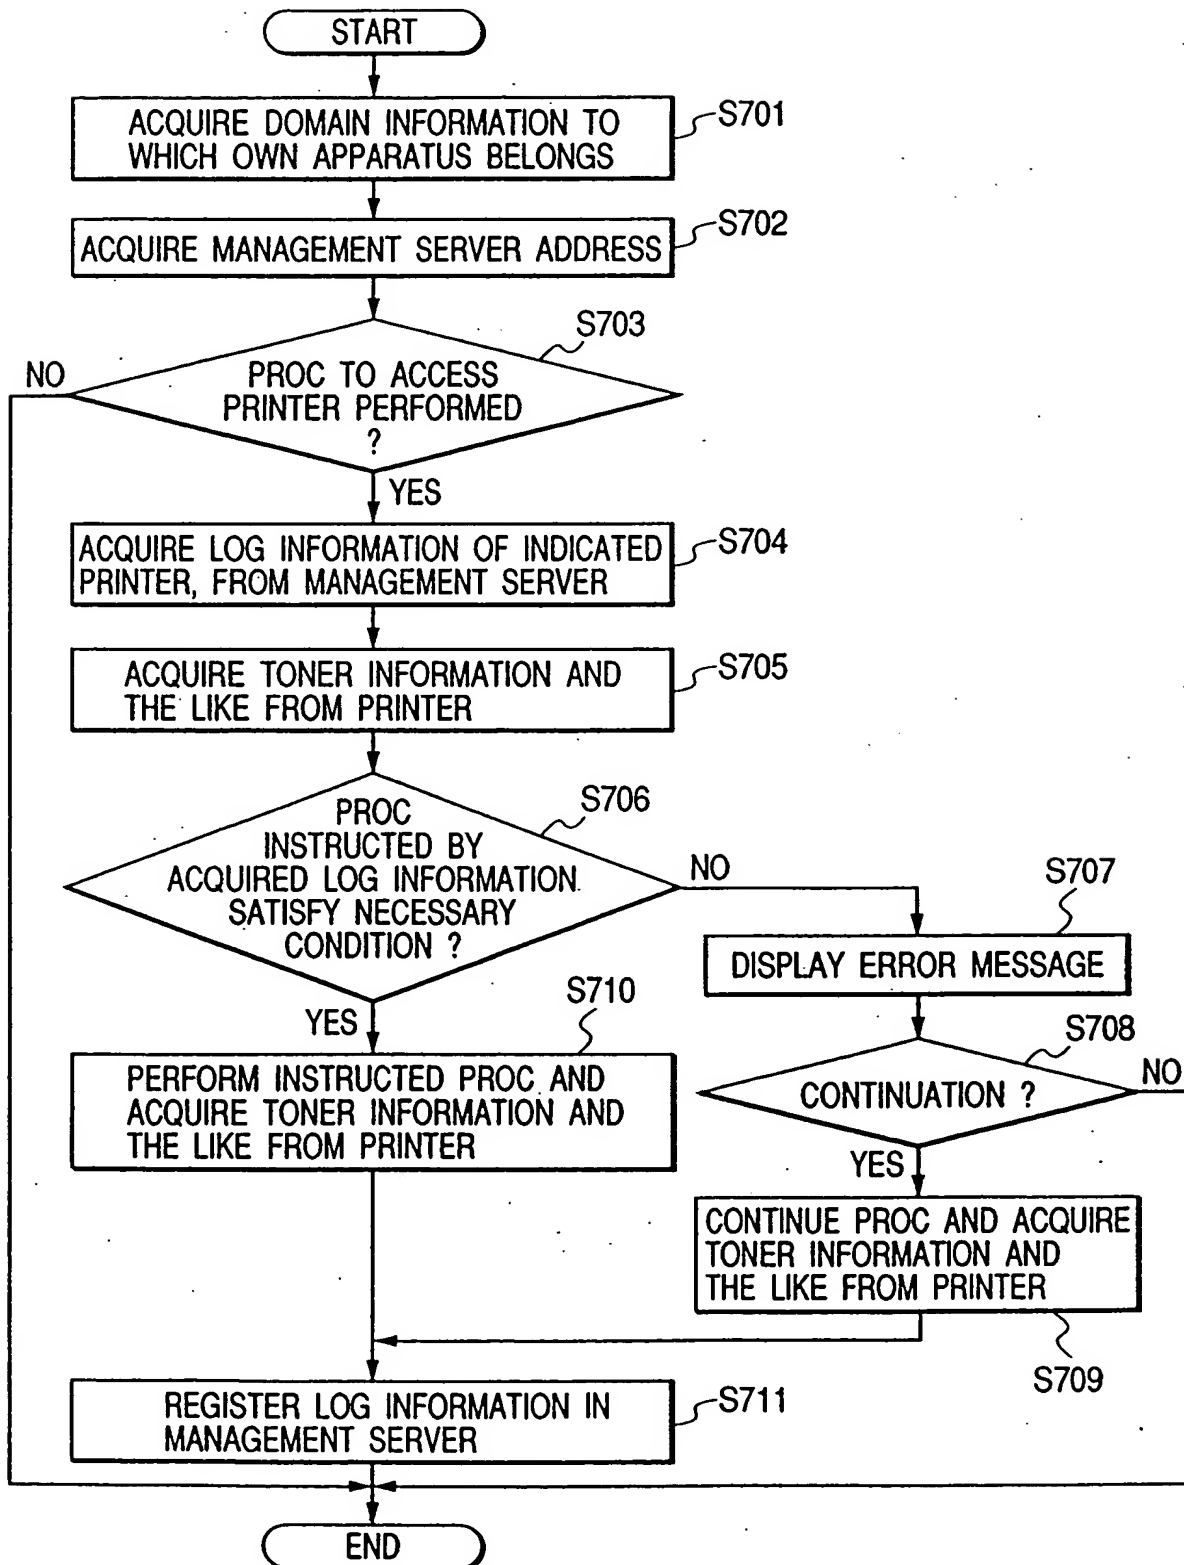 START
ACQUIRE DOMAIN INFORMATION TO
WHICH OWN APPARATUS BELONGS
S701
ACQUIRE MANAGEMENT SERVER ADDRESS
S702
S703
NO
PROC TO ACCESS
PRINTER PERFORMED
?
YES
ACQUIRE LOG INFORMATION OF INDICATED
PRINTER, FROM MANAGEMENT SERVER
S704
ACQUIRE TONER INFORMATION AND
THE LIKE FROM PRINTER
S705
S706
PROC
INSTRUCTED BY
ACQUIRED LOG INFORMATION
SATISFY NECESSARY
CONDITION ?
NO
YES
S707
DISPLAY ERROR MESSAGE
S708
CONTINUATION ?
NO
YES
CONTINUE PROC AND ACQUIRE
TONER INFORMATION AND
THE LIKE FROM PRINTER
S709
S710
PERFORM INSTRUCTED PROC AND
ACQUIRE TONER INFORMATION AND
THE LIKE FROM PRINTER
REGISTER LOG INFORMATION IN
MANAGEMENT SERVER
S711
END